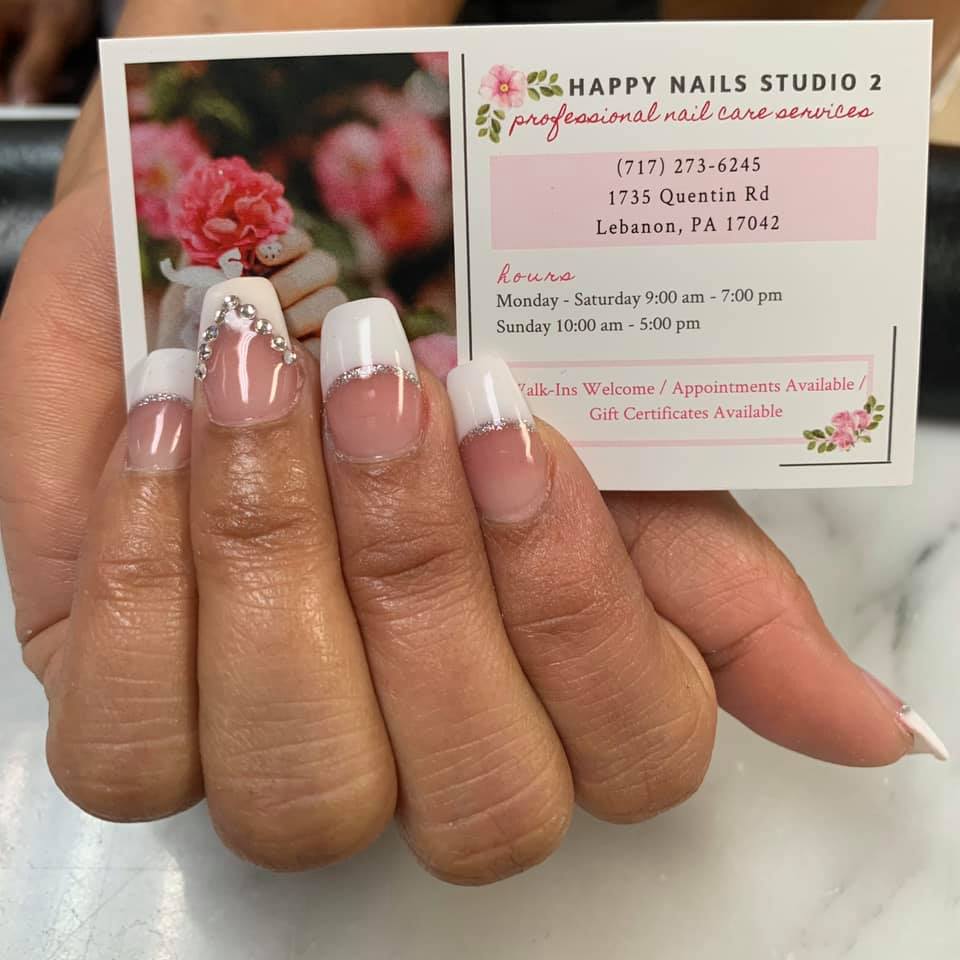 HAPPY NAILS STUDIO 2
professional nail care services
(717) 273-6245
1735 Quentin Rd
Lebanon, PA 17042
hours
Monday - Saturday 9:00 am - 7:00 pm
Sunday 10:00 am - 5:00 pm
alk-Ins Welcome / Appointments Available /
Gift Certificates Available